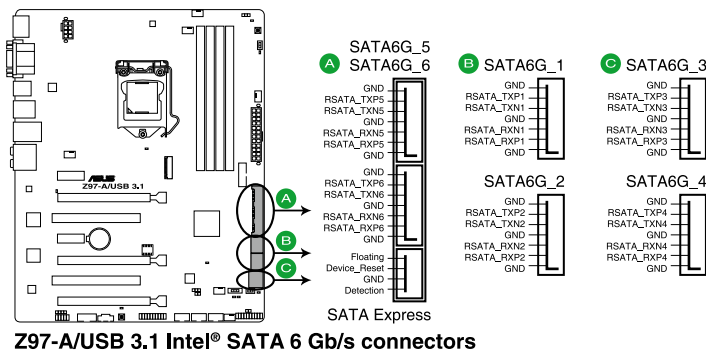 ASUS
Z97-A/USB 3.1
A
B
C
SATA6G_5
A SATA6G_6
GND
RSATA_TXP5
RSATA_TXN5
GND
RSATA_RXN5
RSATA_RXP5
GND
GND
RSATA_TXP6
RSATA_TXN6
GND
RSATA_RXN6
RSATA_RXP6
GND
Floating
Device_Reset
GND
Detection
SATA Express
B SATA6G_1
GND
RSATA_TXP1
RSATA_TXN1
GND
RSATA_RXN1
RSATA_RXP1
GND
SATA6G_2
GND
RSATA_TXP2
RSATA_TXN2
GND
RSATA_RXN2
RSATA_RXP2
GND
C SATA6G_3
GND
RSATA_TXP3
RSATA_TXN3
GND
RSATA_RXN3
RSATA_RXP3
GND
SATA6G_4
GND
RSATA_TXP4
RSATA_TXN4
GND
RSATA_RXN4
RSATA_RXP4
GND
Z97-A/USB 3.1 Intel® SATA 6 Gb/s connectors